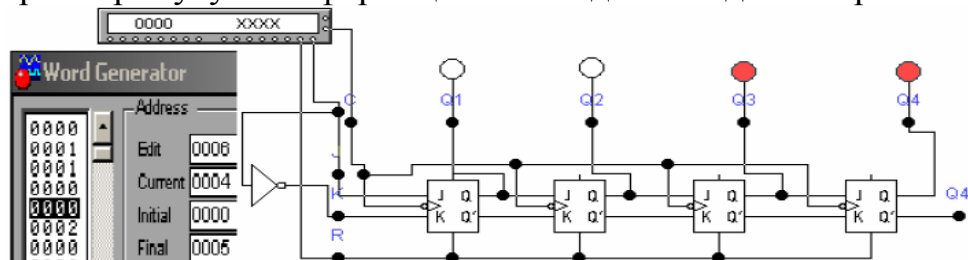 0000 XXXX
Word Generator
Address
0000
0001
0001
0000
0000
0002
0000
Edit 0006
Current 0004
Initial 0000
Final 0005
C Q1 Q2 Q3 Q4
J
K
R
J Q J Q J Q J Q
K Q' K Q' K Q' K Q'
Q4